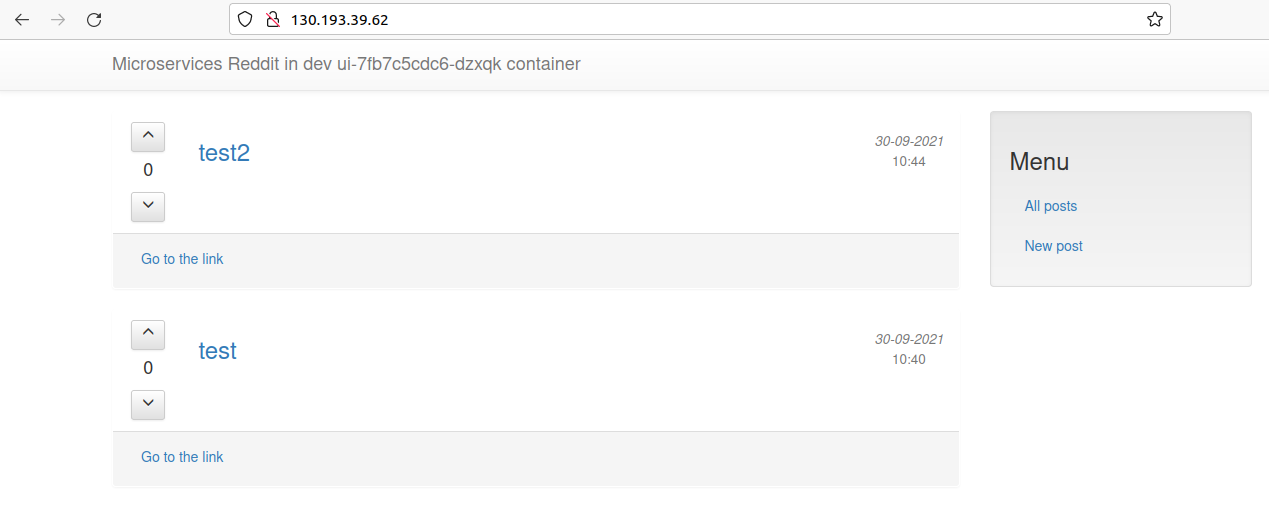 130.193.39.62
Microservices Reddit in dev ui-7fb7c5cdc6-dzxqk container
0
test2
30-09-2021
10:44
Go to the link
0
test
30-09-2021
10:40
Go to the link
Menu
All posts
New post